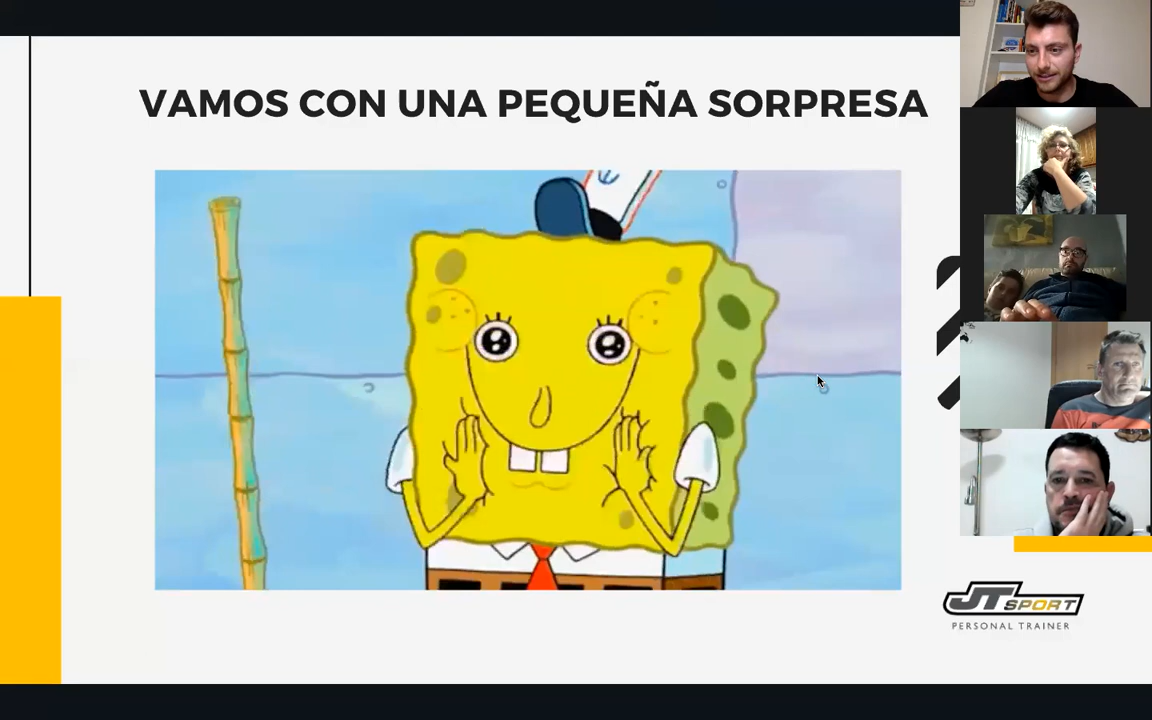 VAMOS CON UNA PEQUEÑA SORPRESA
JT SPORT
PERSONAL TRAINER